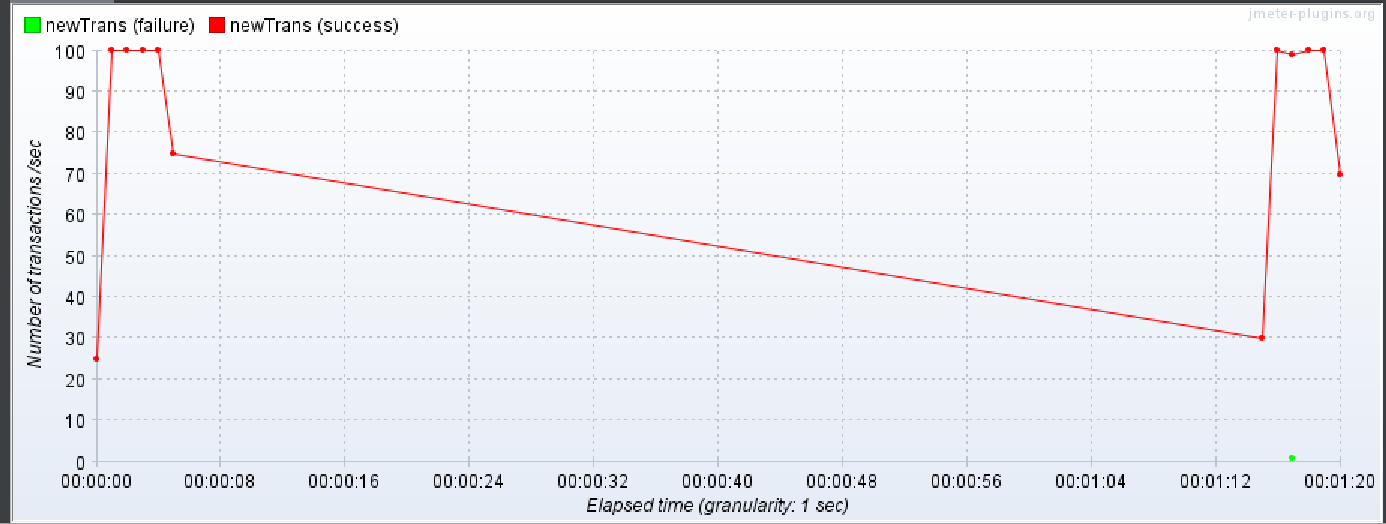 jmeter-plugins.org
newTrans (failure) newTrans (success)
Number of transactions /sec
100
90
80
70
60
50
40
30
20
10
0
00:00:00 00:00:08 00:00:16 00:00:24 00:00:32 00:00:40 00:00:48 00:00:56 00:01:04 00:01:12 00:01:20
Elapsed time (granularity: 1 sec)